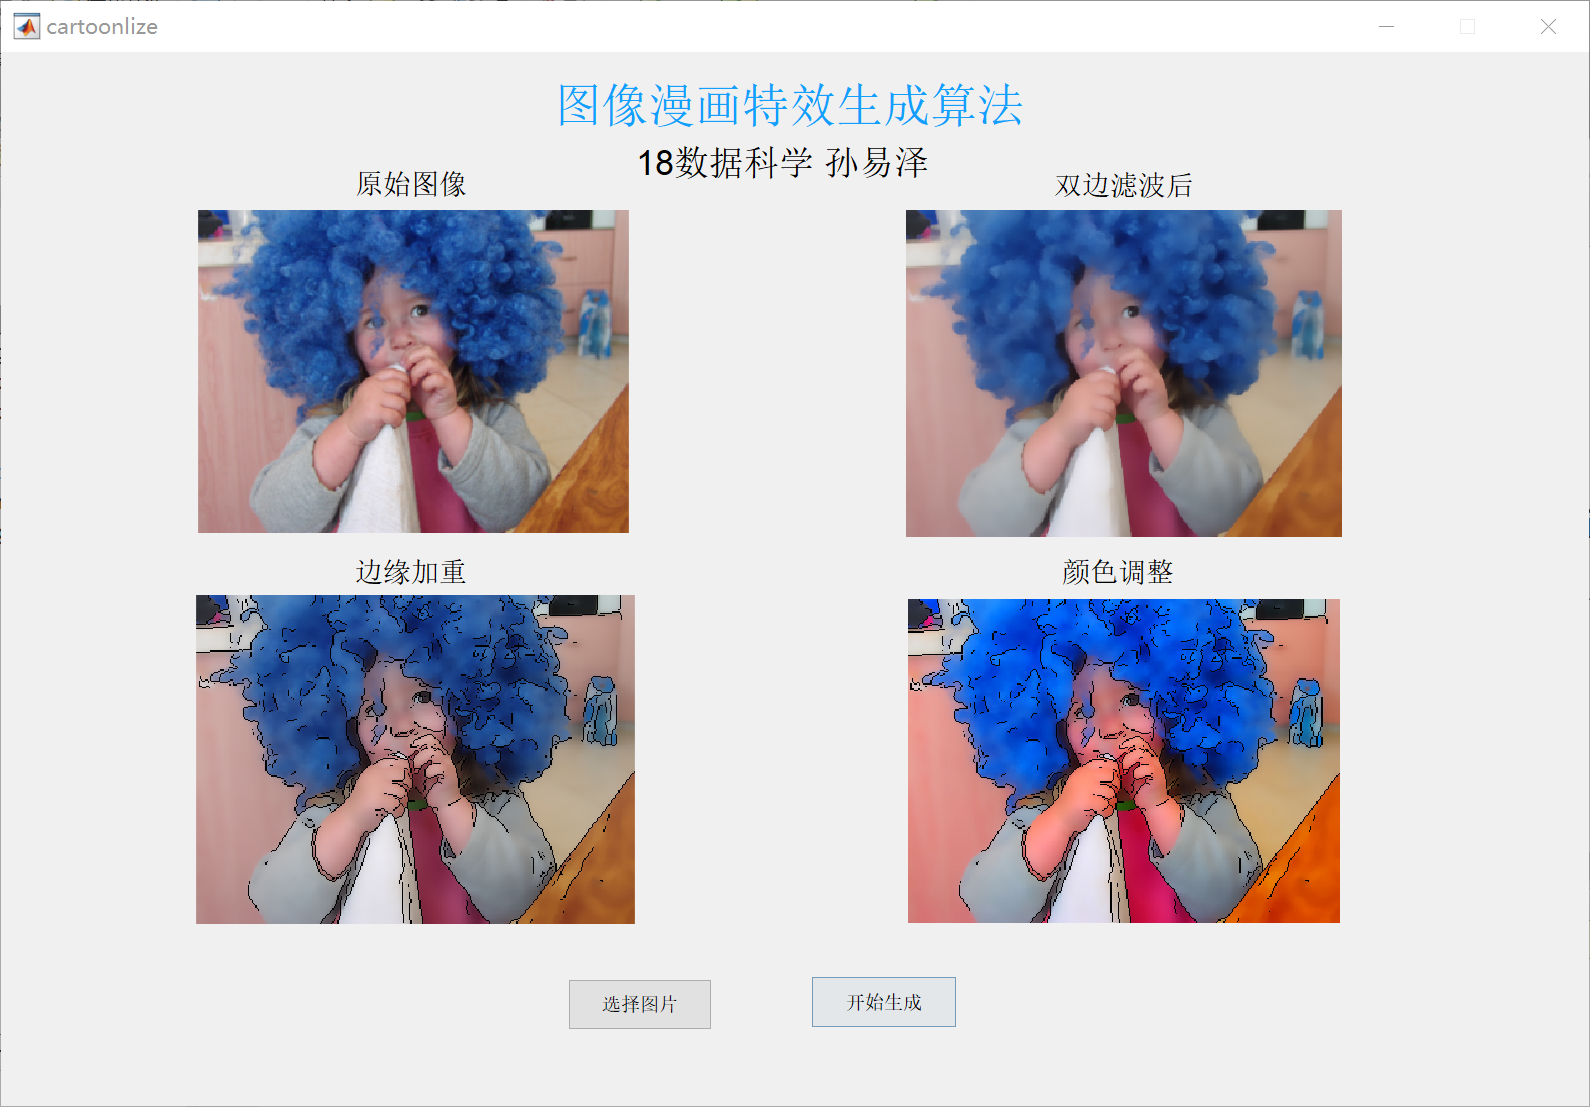 cartoonlize
图像漫画特效生成算法
18数据科学 孙易泽
原始图像
双边滤波后
边缘加重
颜色调整
选择图片
开始生成